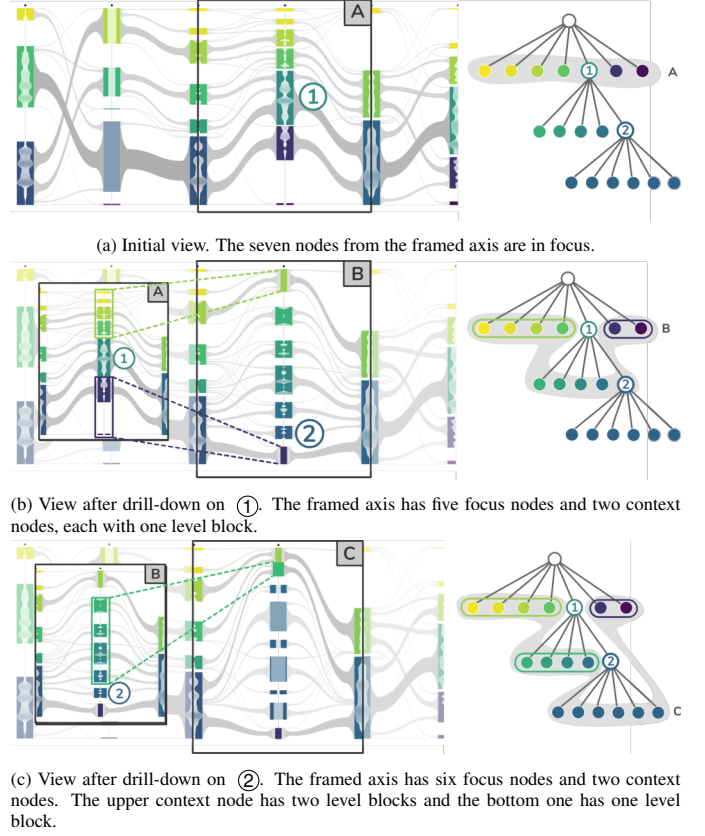 A
1
1
A
2
(a) Initial view. The seven nodes from the framed axis are in focus.
A
B
1
2
1
B
2
(b) View after drill-down on ①. The framed axis has five focus nodes and two context
nodes, each with one level block.
B
C
2
1
2
C
(c) View after drill-down on ②. The framed axis has six focus nodes and two context
nodes. The upper context node has two level blocks and the bottom one has one level
block.